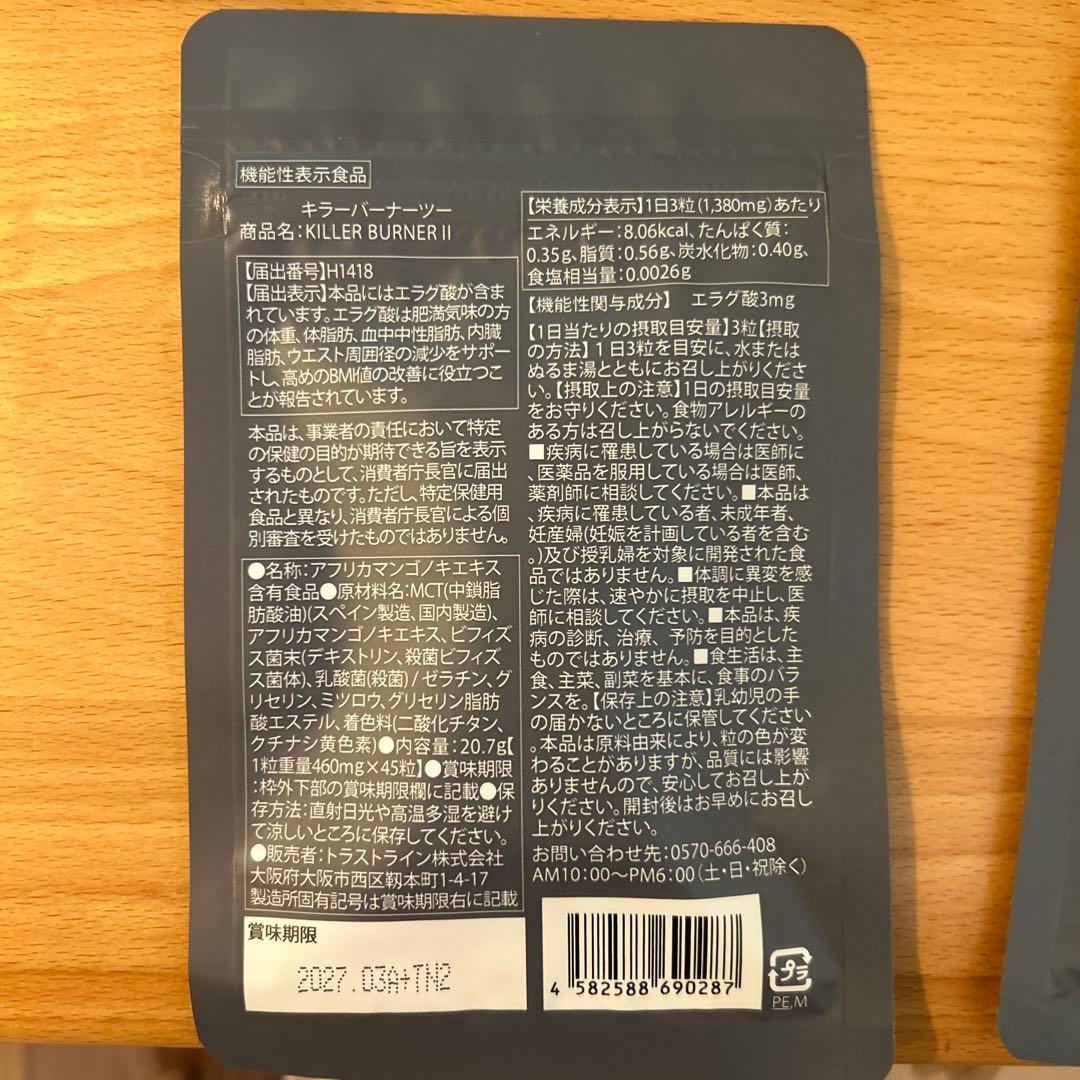 機能性表示食品
キラーバーナーツー
商品名:KILLER BURNER II
【届出番号】H1418
【届出表示】本品にはエラグ酸が含ま
れています。エラグ酸は肥満気味の方
の体重、体脂肪、血中中性脂肪、内臓
脂肪、ウエスト周囲径の減少をサポー
トし、高めのBMI値の改善に役立つこ
とが報告されています。
本品は、事業者の責任において特定
の保健の目的が期待できる旨を表示
するものとして、消費者庁長官に届出
されたものです。ただし、特定保健用
食品と異なり、消費者庁長官による個
別審査を受けたものではありません。
●名称:アフリカマンゴノキエキス
含有食品●原材料名:MCT(中鎖脂
肪酸油)(スペイン製造、国内製造)、
アフリカマンゴノキエキス、ビフィズ
ス菌末(デキストリン、殺菌ビフィズ
ス菌体)、乳酸菌(殺菌) / ゼラチン、グ
リセリン、ミツロウ、グリセリン脂肪
酸エステル、着色料(二酸化チタン、
クチナシ黄色素)●内容量:20.7g【
1粒重量460mg×45粒】●賞味期限
:枠外下部の賞味期限欄に記載●保
存方法:直射日光や高温多湿を避け
て涼しいところに保存してください。
●販売者:トラストライン株式会社
大阪府大阪市西区靱本町1-4-17
製造所固有記号は賞味期限右に記載
賞味期限
2027.03A+TN2
【栄養成分表示】1日3粒(1,380mg)あたり
エネルギー:8.06kcal、たんぱく質:
0.35g、脂質:0.56g、炭水化物:0.40g、
食塩相当量:0.0026g
【機能性関与成分】 エラグ酸3mg
【1日当たりの摂取目安量】3粒【摂取
の方法】1日3粒を目安に、水または
ぬるま湯とともにお召し上がりくださ
い。【摂取上の注意】1日の摂取目安量
をお守りください。食物アレルギーの
ある方は召し上がらないでください。
■疾病に罹患している場合は医師に
、医薬品を服用している場合は医師、
薬剤師に相談してください。■本品は
、疾病に罹患している者、未成年者、
妊産婦(妊娠を計画している者を含む
。)及び授乳婦を対象に開発された食
品ではありません。■体調に異変を感
じた際は、速やかに摂取を中止し、医
師に相談してください。■本品は、疾
病の診断、治療、予防を目的とした
ものではありません。■食生活は、主
食、主菜、副菜を基本に、食事のバラ
ンスを。【保存上の注意】乳幼児の手
の届かないところに保管してください
。本品は原料由来により、粒の色が変
わることがありますが、品質には影響
ありませんので、安心してお召し上が
りください。開封後はお早めにお召し
上がりください。
お問い合わせ先:0570-666-408
AM10:00～PM6:00(土・日・祝除く)
4 582588 690287
プラ
PE,M